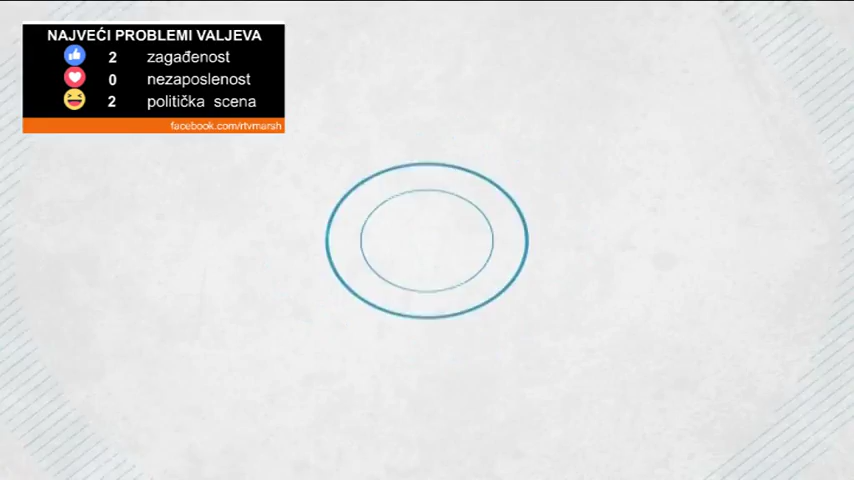 NAJVEĆI PROBLEMI VALJEVA
2 zagađenost
0 nezaposlenost
2 politička scena
facebook.com/rtvmarsh